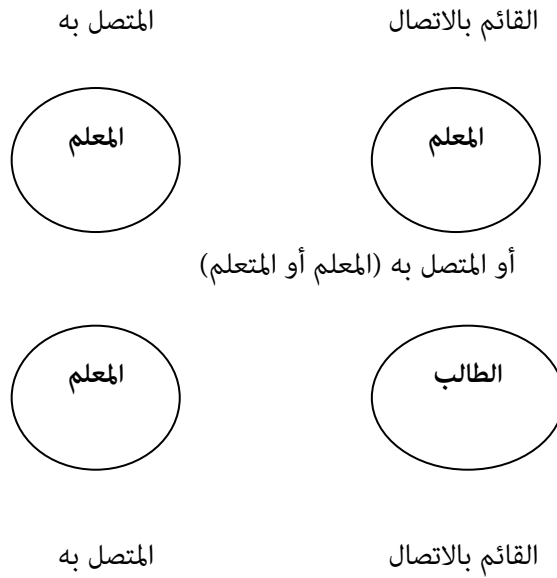 القائم بالاتصال المتصل به
المعلم المعلم
أو المتصل به (المعلم أو المتعلم)
الطالب المعلم
القائم بالاتصال المتصل به